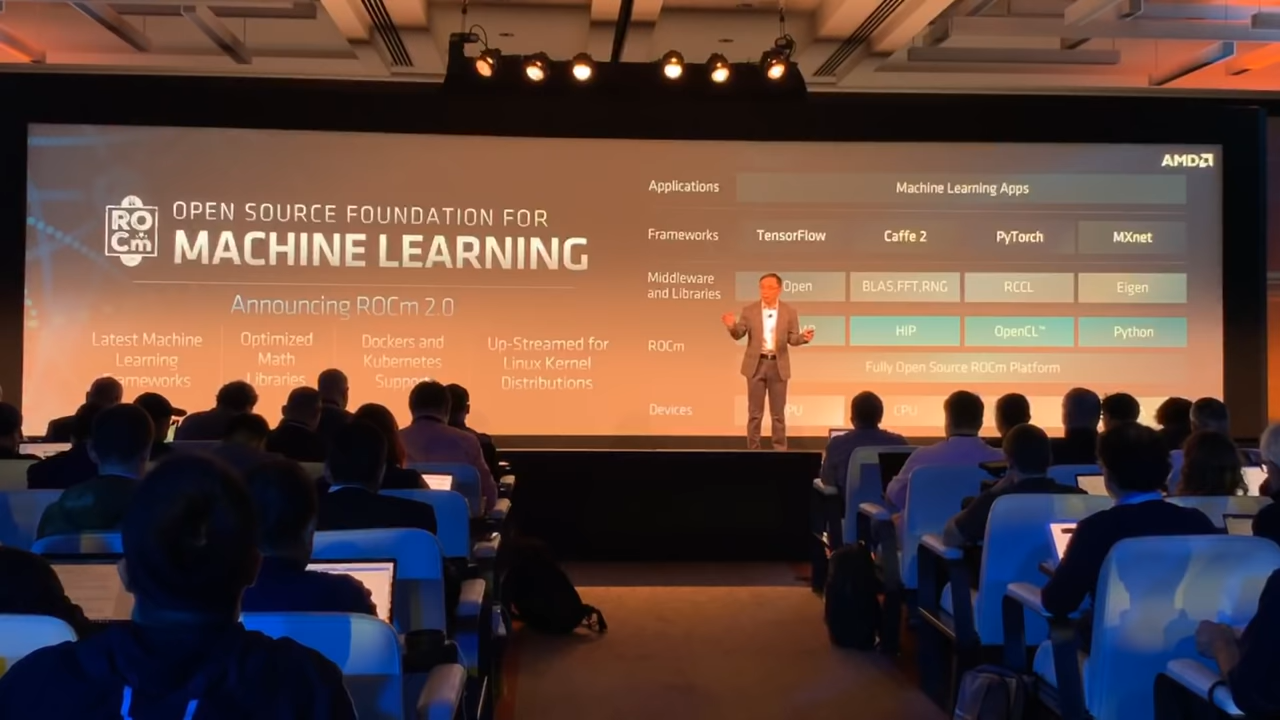 AMD
RO
Cm
OPEN SOURCE FOUNDATION FOR
MACHINE LEARNING
Announcing ROCm 2.0
Latest Machine
Learning
Frameworks
Optimized
Math
Libraries
Dockers and
Kubernetes
Support
Up-Streamed for
Linux Kernel
Distributions
Applications
Machine Learning Apps
Frameworks
TensorFlow
Caffe 2
PyTorch
MXnet
Middleware
and Libraries
Open
BLAS,FFT,RNG
RCCL
Eigen
ROCm
HIP
OpenCL™
Python
Fully Open Source ROCm Platform
Devices
PU
CPU